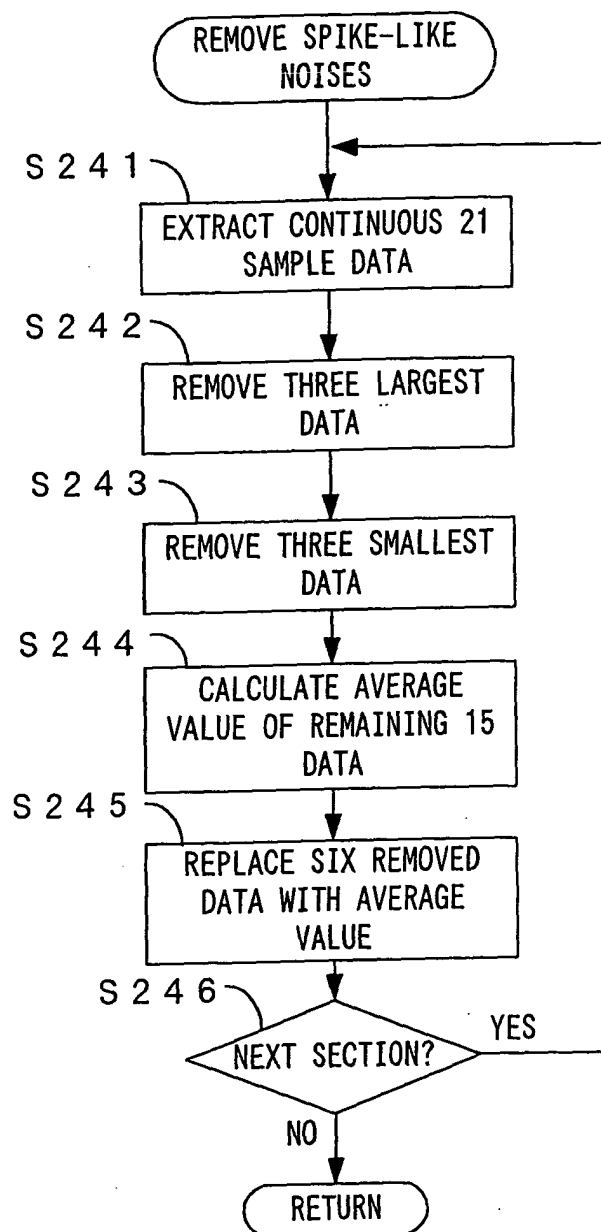 REMOVE SPIKE-LIKE
NOISES
S241
EXTRACT CONTINUOUS 21
SAMPLE DATA
S242
REMOVE THREE LARGEST
DATA
S243
REMOVE THREE SMALLEST
DATA
S244
CALCULATE AVERAGE
VALUE OF REMAINING 15
DATA
S245
REPLACE SIX REMOVED
DATA WITH AVERAGE
VALUE
S246
NEXT SECTION?
YES
NO
RETURN